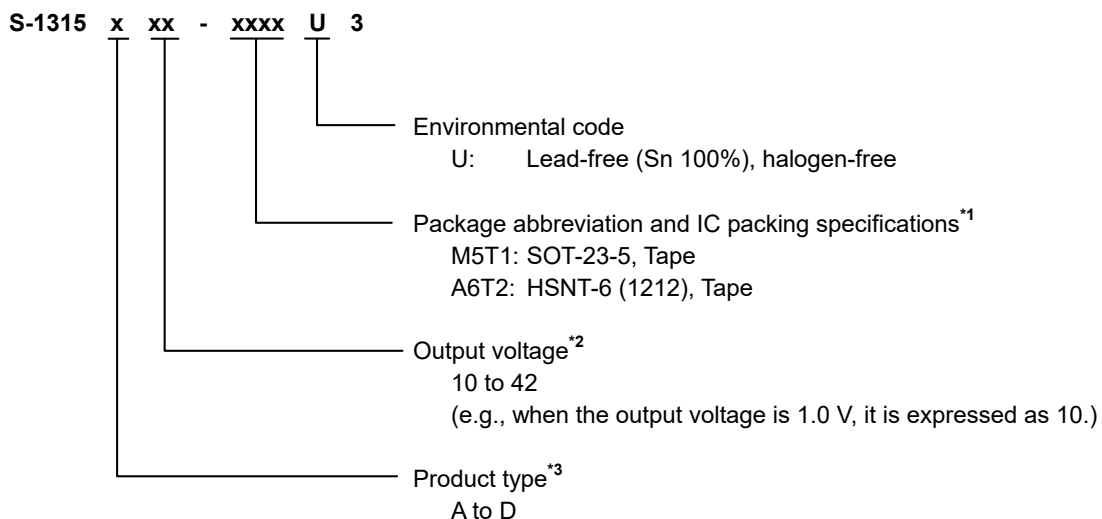 S-1315 x xx - xxxx U 3
Environmental code
U: Lead-free (Sn 100%), halogen-free
Package abbreviation and IC packing specifications*1
M5T1: SOT-23-5, Tape
A6T2: HSNT-6 (1212), Tape
Output voltage*2
10 to 42
(e.g., when the output voltage is 1.0 V, it is expressed as 10.)
Product type*3
A to D